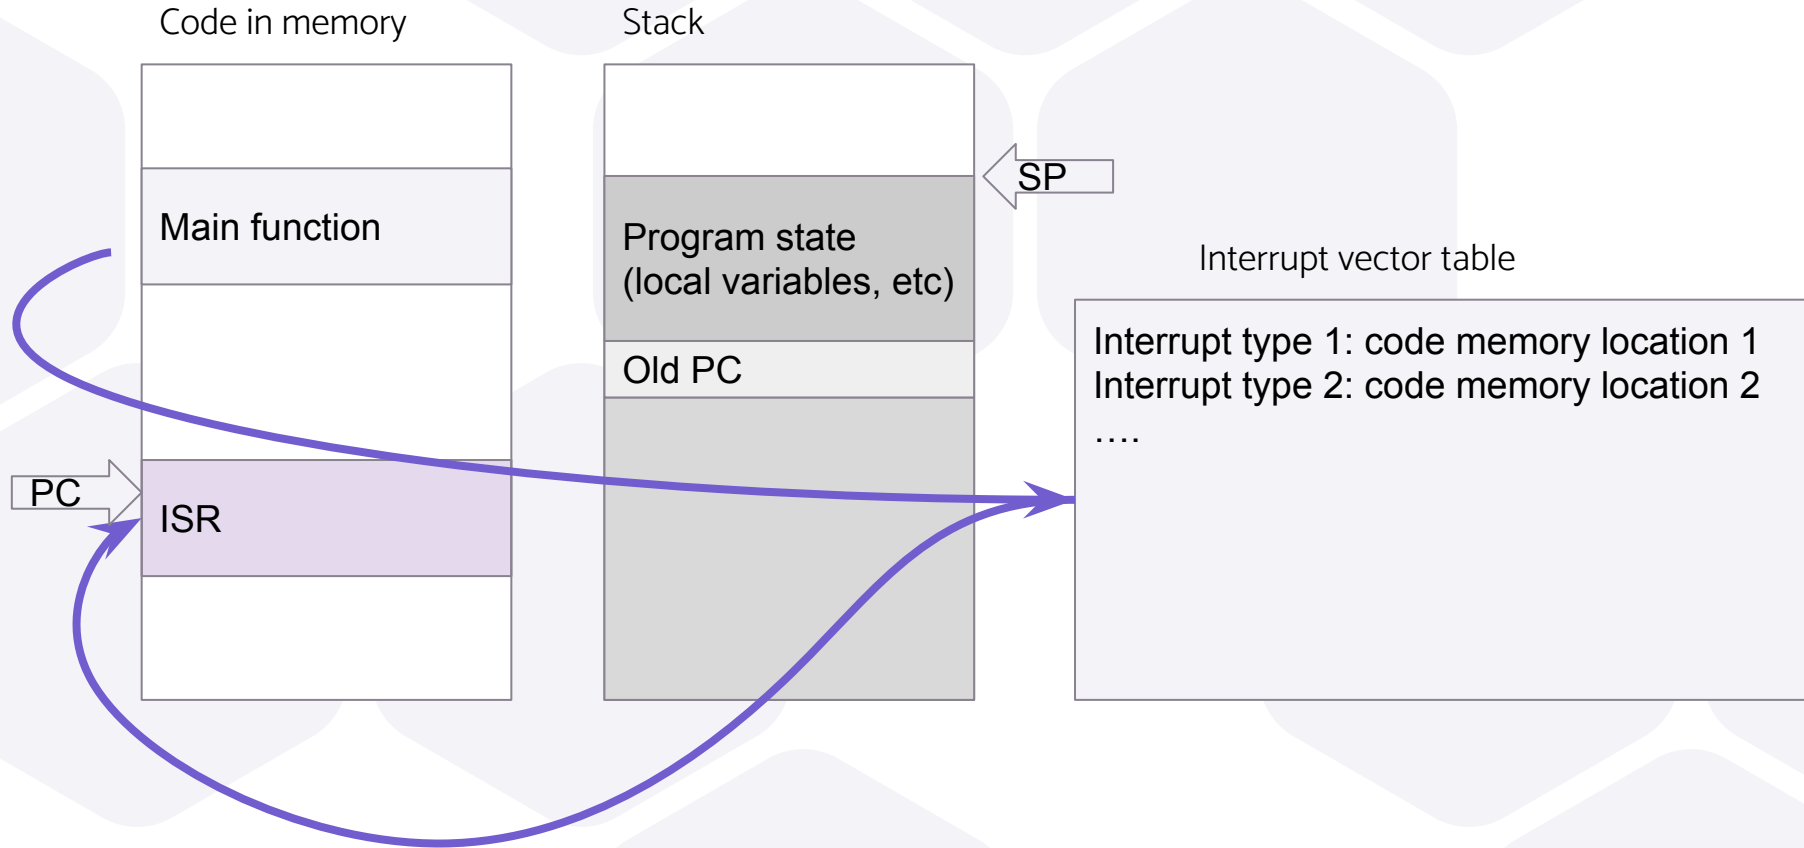 Code in memory
Stack
Main function
SP
Program state
(local variables, etc)
Old PC
Interrupt vector table
Interrupt type 1: code memory location 1
Interrupt type 2: code memory location 2
....
PC
ISR